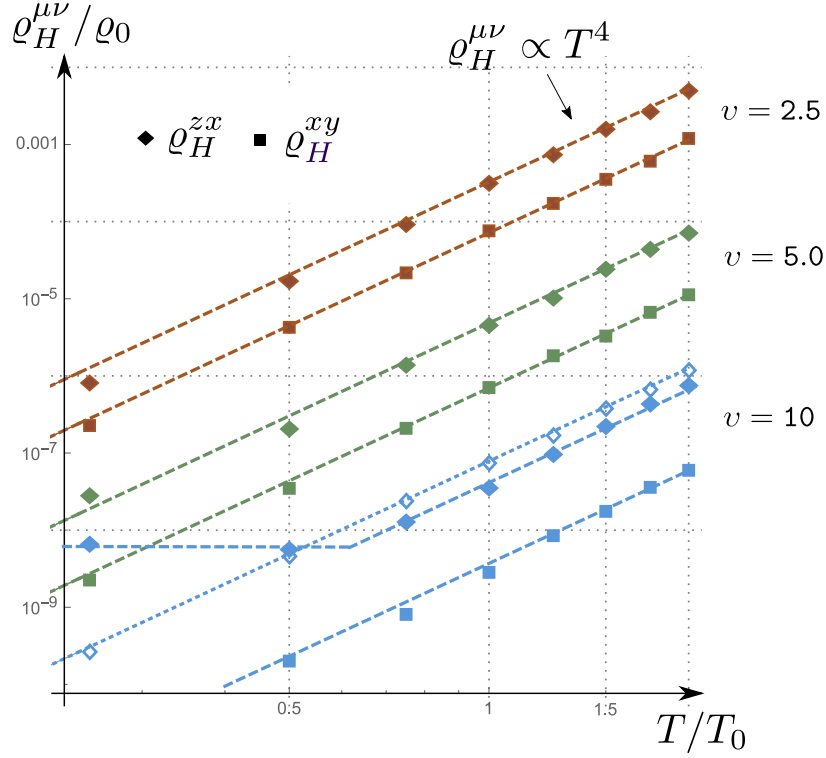 ϱ_H^{μν}/ϱ_0
ϱ_H^{μν} ∝ T^4
υ = 2.5
0.001
ϱ_H^{zx}
ϱ_H^{xy}
υ = 5.0
10^{-5}
υ = 10
10^{-7}
10^{-9}
0:5
1
1:5
T/T_0